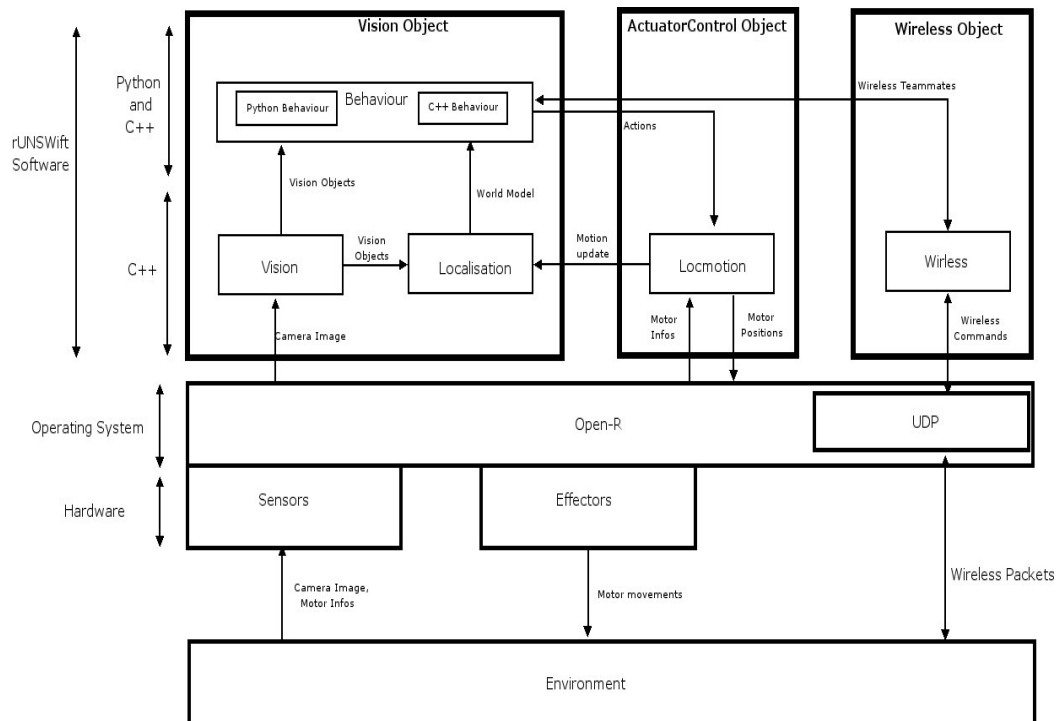 Vision Object
ActuatorControl Object
Wireless Object
Python
and
C++
rUNSWift
Software
C++
Behaviour
Python Behaviour
C++ Behaviour
Wireless Teammates
Actions
Vision Objects
World Model
Vision
Vision
Objects
Localisation
Motion
update
Locmotion
Wirless
Camera Image
Motor
Infos
Motor
Positions
Wireless
Commands
Operating System
Open-R
UDP
Hardware
Sensors
Effectors
Camera Image,
Motor Infos
Motor movements
Wireless Packets
Environment